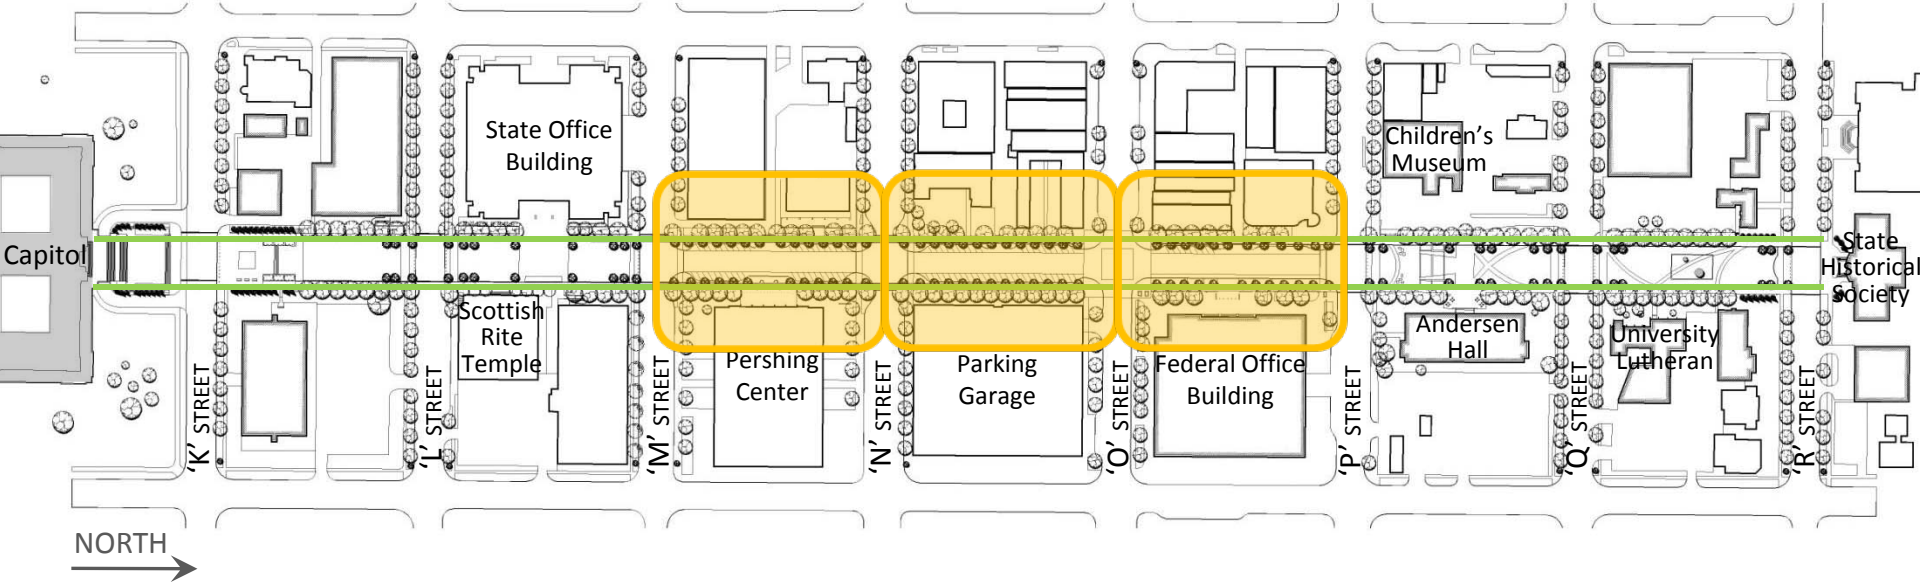 State Office
Building
Children's
Museum
Capitol
State
Historical
Society
Scottish
Rite
Temple
Pershing
Center
Parking
Garage
Federal Office
Building
Andersen
Hall
University
Lutheran
‘K’ STREET
‘L’ STREET
‘M’ STREET
‘N’ STREET
‘O’ STREET
‘P’ STREET
‘Q’ STREET
‘R’ STREET
NORTH